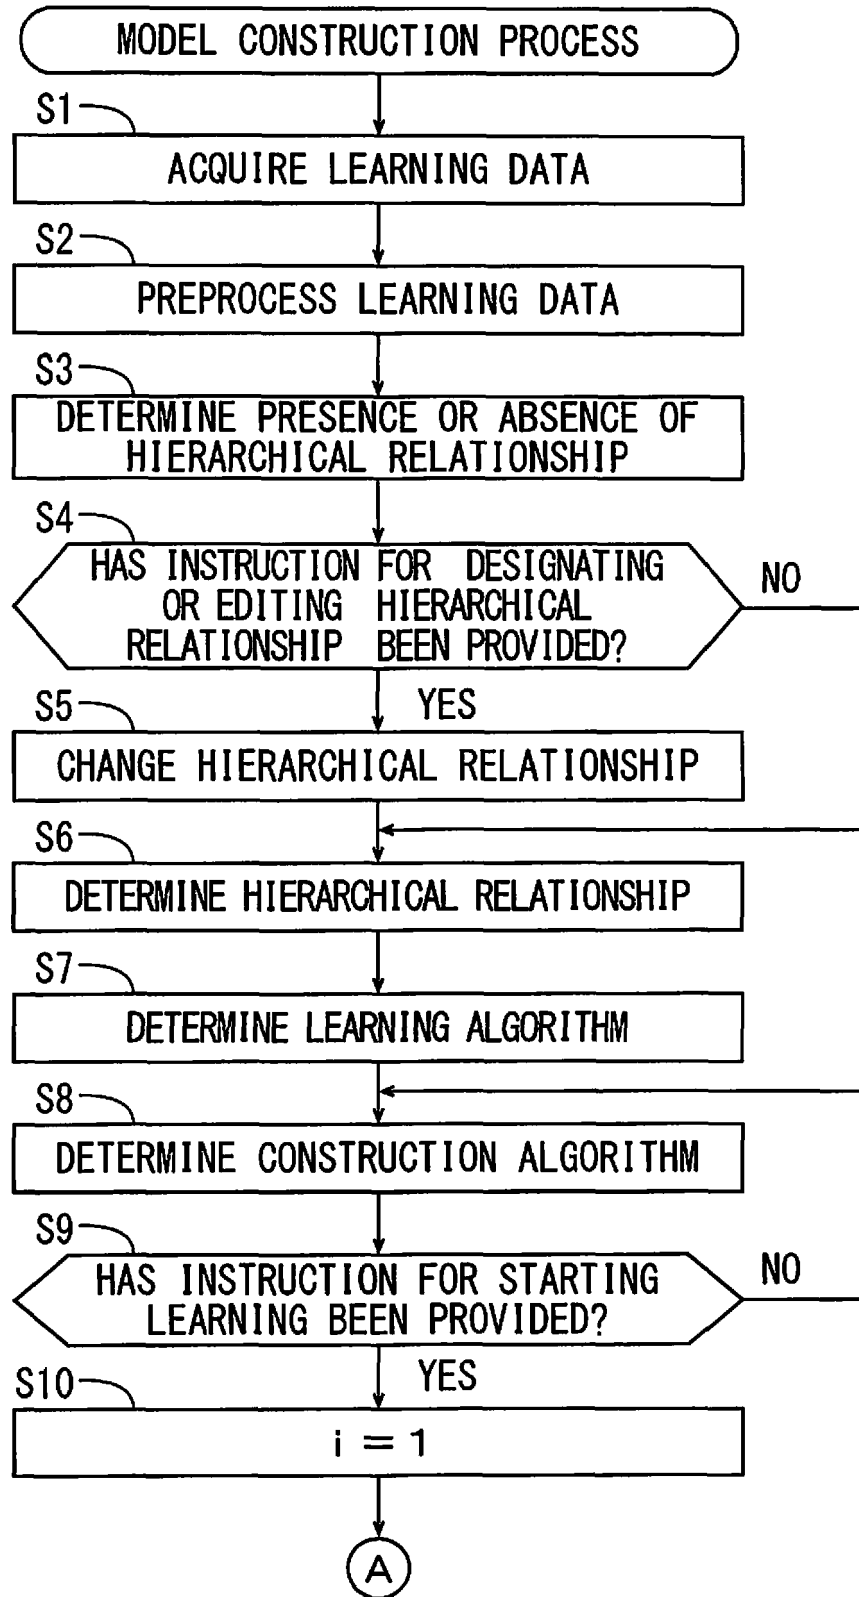 MODEL CONSTRUCTION PROCESS
S1
ACQUIRE LEARNING DATA
S2
PREPROCESS LEARNING DATA
S3
DETERMINE PRESENCE OR ABSENCE OF
HIERARCHICAL RELATIONSHIP
S4
HAS INSTRUCTION FOR DESIGNATING
OR EDITING HIERARCHICAL
RELATIONSHIP BEEN PROVIDED?
NO
YES
S5
CHANGE HIERARCHICAL RELATIONSHIP
S6
DETERMINE HIERARCHICAL RELATIONSHIP
S7
DETERMINE LEARNING ALGORITHM
S8
DETERMINE CONSTRUCTION ALGORITHM
S9
HAS INSTRUCTION FOR STARTING
LEARNING BEEN PROVIDED?
NO
YES
S10
i = 1
A